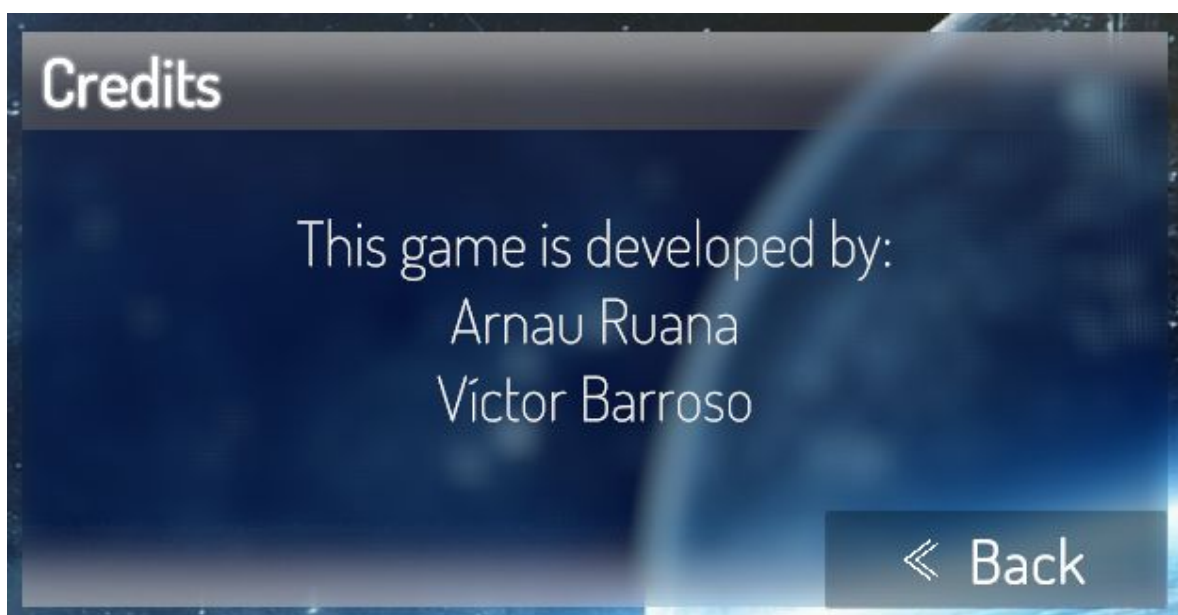 Credits
This game is developed by:
Arnau Ruana
Víctor Barroso
« Back